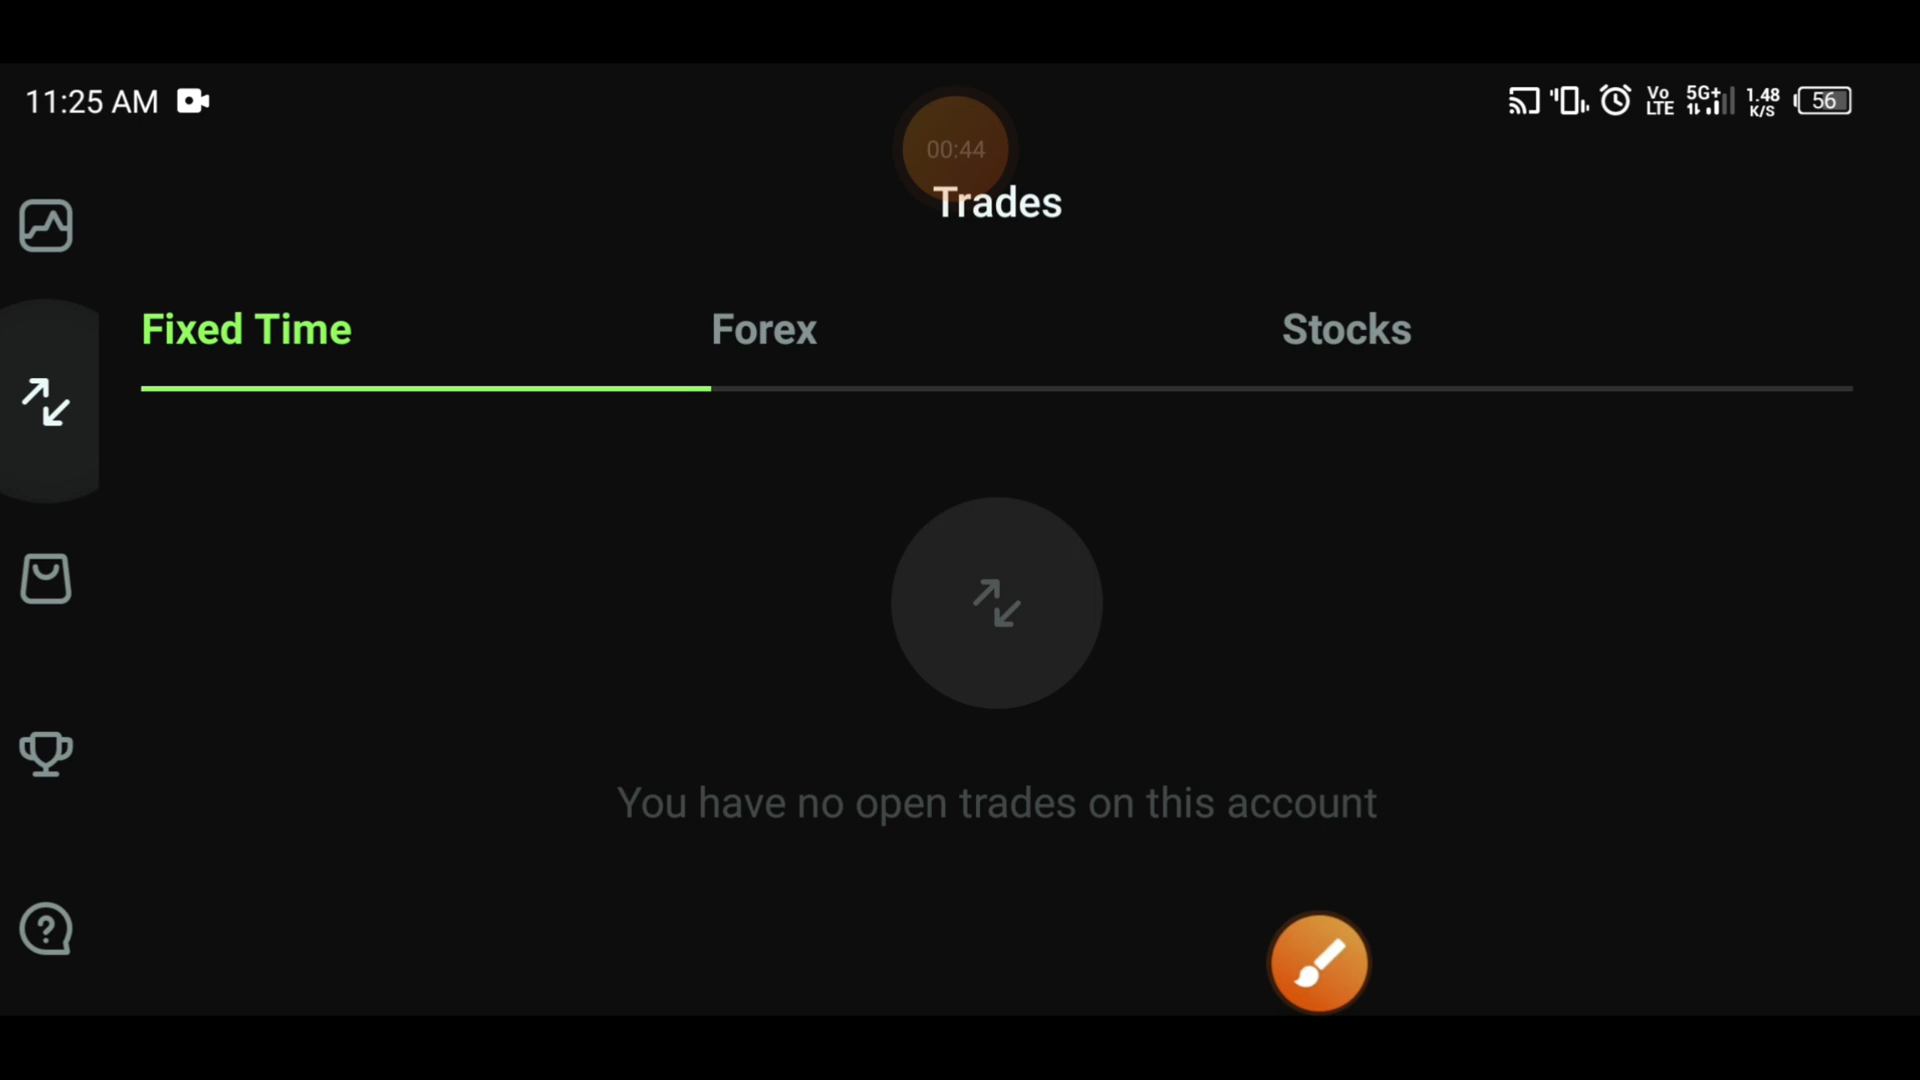 11:25 AM
Vo
LTE
5G+
1.48
K/S
56
00:44
Trades
Fixed Time
Forex
Stocks
You have no open trades on this account